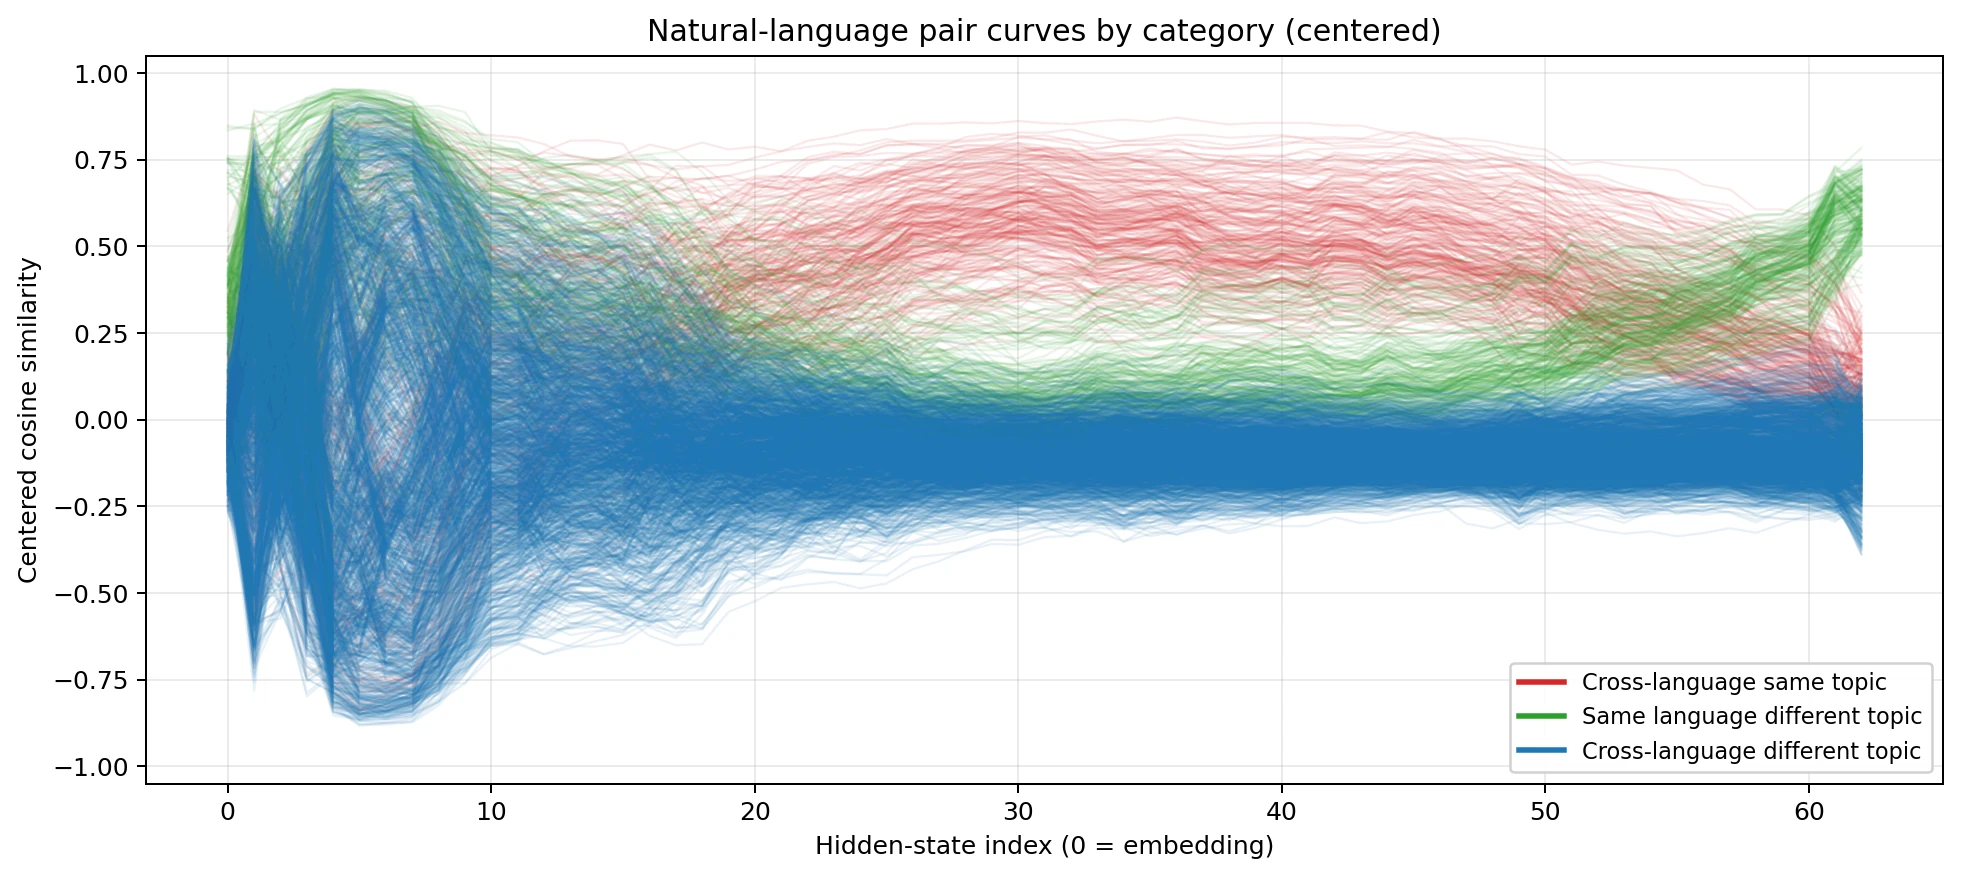 Natural-language pair curves by category (centered)
1.00
0.75
0.50
0.25
0.00
−0.25
−0.50
−0.75
−1.00
Centered cosine similarity
Cross-language same topic
Same language different topic
Cross-language different topic
0 10 20 30 40 50 60
Hidden-state index (0 = embedding)